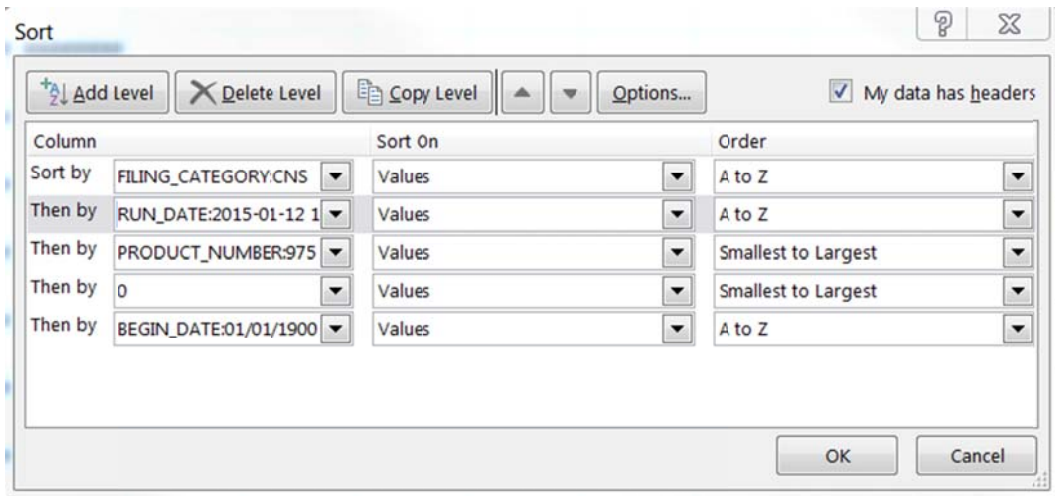 Sort
Add Level Delete Level Copy Level Options... My data has headers
Column Sort On Order
Sort by FILING_CATEGORY:CNS Values A to Z
Then by RUN_DATE:2015-01-12 1 Values A to Z
Then by PRODUCT_NUMBER:975 Values Smallest to Largest
Then by 0 Values Smallest to Largest
Then by BEGIN_DATE:01/01/1900 Values A to Z
OK Cancel